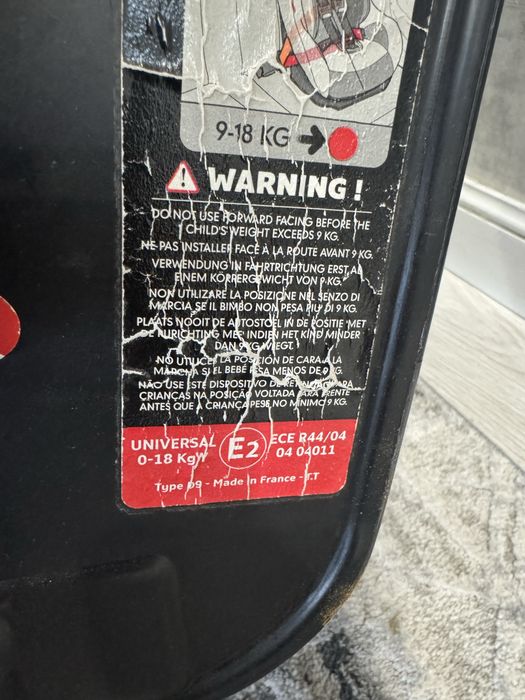 9-18 KG
WARNING !
DO NOT USE FORWARD FACING BEFORE THE
CHILD'S WEIGHT EXCEEDS 9 KG.
NE PAS INSTALLER FACE À LA ROUTE AVANT 9 KG.
VERWENDUNG IN FAHRTRICHTUNG ERST AB
EINEM KÖRPERGEWICHT VON 9 KG.
NON UTILIZARE LA POSIZIONE NEL SENZO DI
MARCIA SE IL BIMBO NON PESA PIU DI 9 KG.
PLAATS NOOIT DE AUTOSTOEL IN DE POSITIE MET
DE RIJRICHTING MEE INDIEN HET KIND MINDER
DAN 9 KG WEEGT.
NO UTILICE LA POSICIÓN DE CARA A LA
MARCHA SI EL BEBÉ PESA MENOS DE 9 KG.
NÃO USE ESTE DISPOSITIVO DE PARA
CRIANÇAS NA POSIÇÃO VOLTADA PARA FRENTE
ANTES QUE A CRIANÇA PESE NO MÍNIMO 9 KG.
UNIVERSAL E2 ECE R44/04
0-18 Kg Y 04 04011
Type D9 - Made in France - T.T